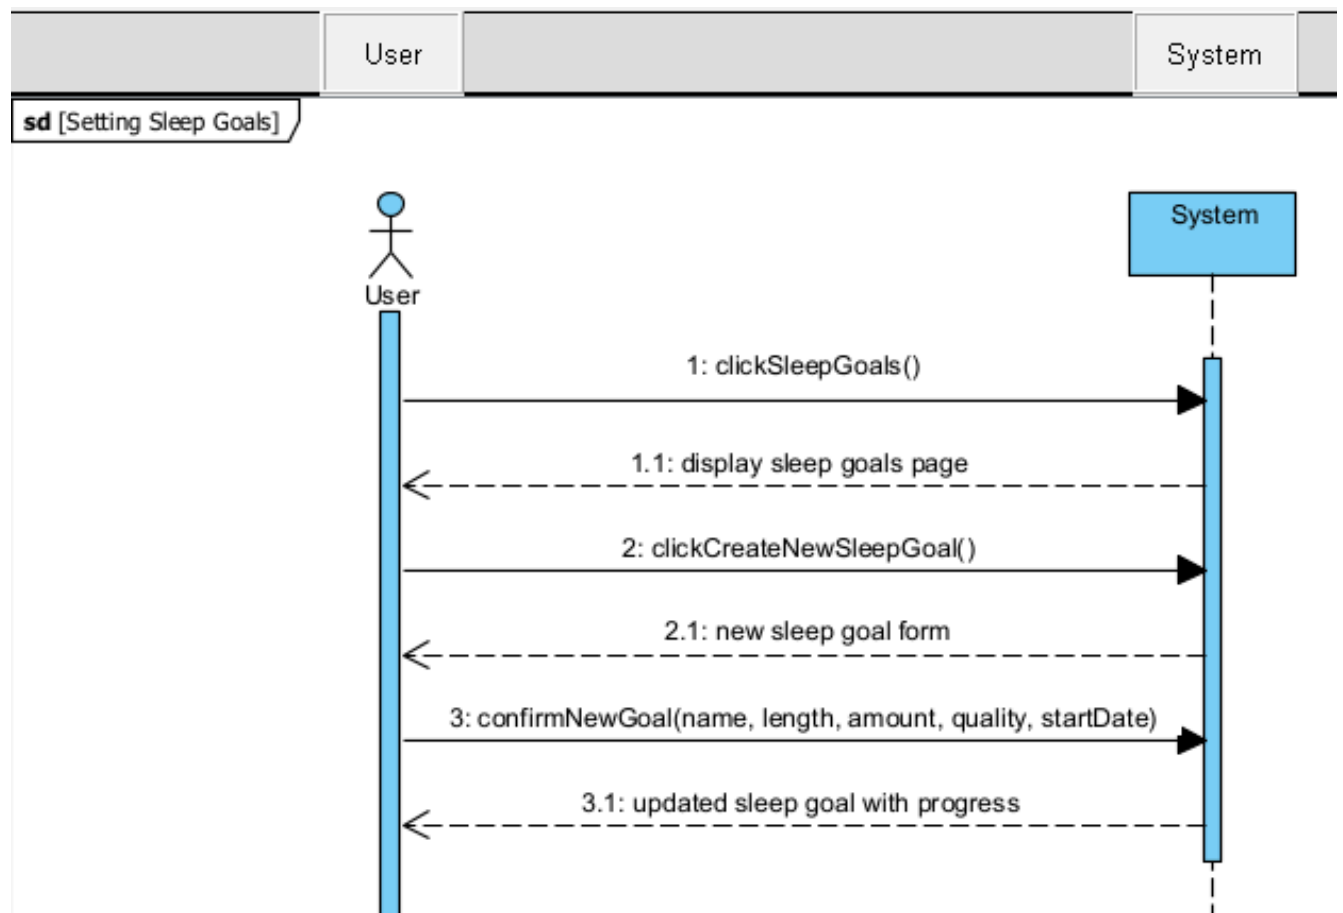 User
System
sd [Setting Sleep Goals]
System
User
1: clickSleepGoals()
1.1: display sleep goals page
2: clickCreateNewSleepGoal()
2.1: new sleep goal form
3: confirmNewGoal(name, length, amount, quality, startDate)
3.1: updated sleep goal with progress